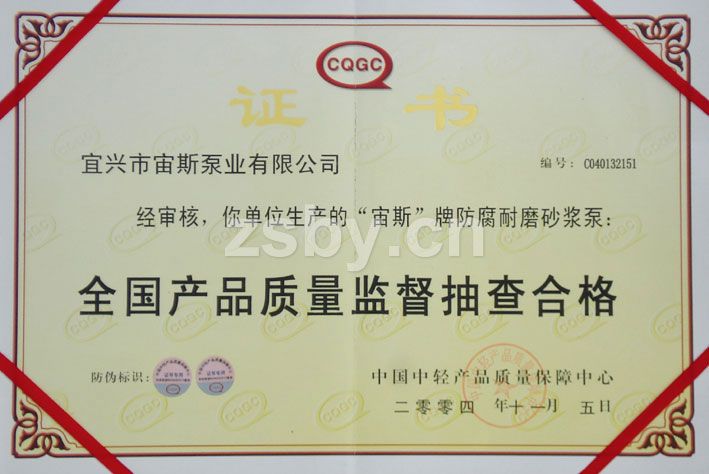 CQGC
证书
宜兴市宙斯泵业有限公司
编号：C040132151
经审核，你单位生产的“宙斯”牌防腐耐磨砂浆泵：
zsby.cn
全国产品质量监督抽查合格
防伪标识：
中国中轻产品质量保障中心
二〇〇四 年十一月 五日